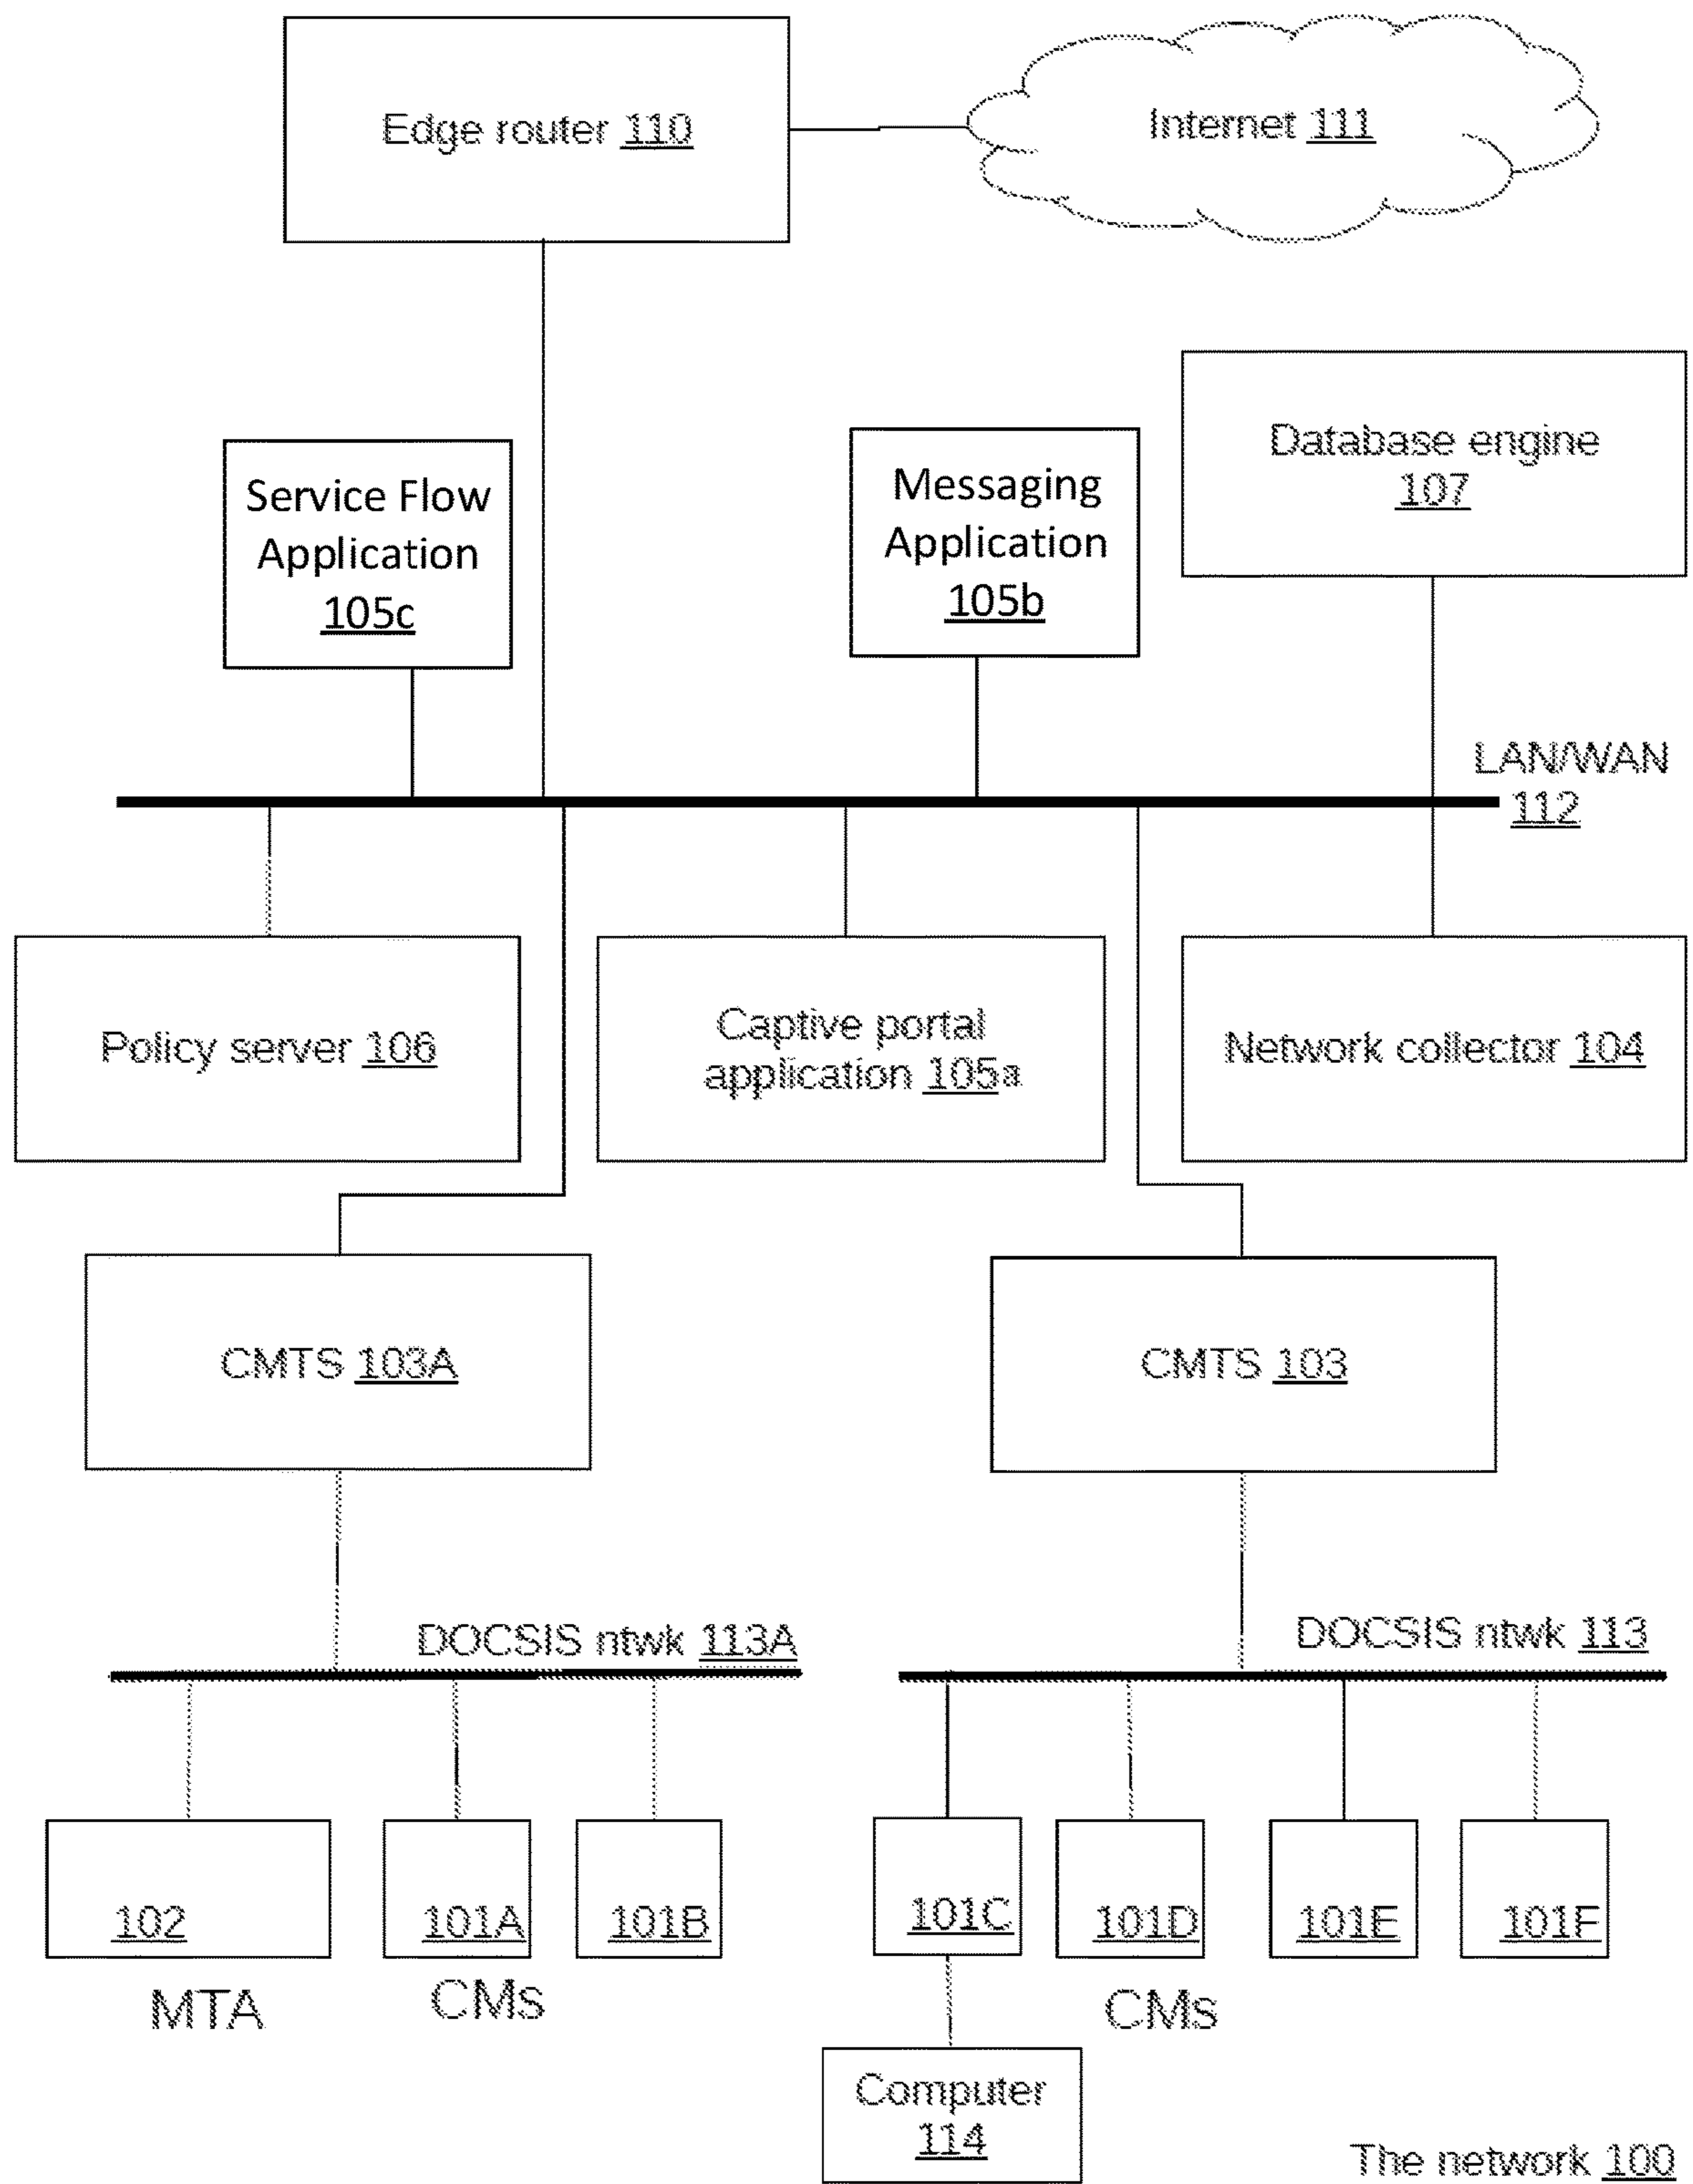 Edge router 110
Internet 111
Service Flow
Application
105c
Messaging
Application
105b
Database engine
107
LAN/WAN
112
Policy server 106
Captive portal
application 105a
Network collector 104
CMTS 103A
CMTS 103
DOCSIS ntwk 113A
DOCSIS ntwk 113
102
101A
101B
101C
101D
101E
101F
MTA
CMs
CMs
Computer
114
The network 100